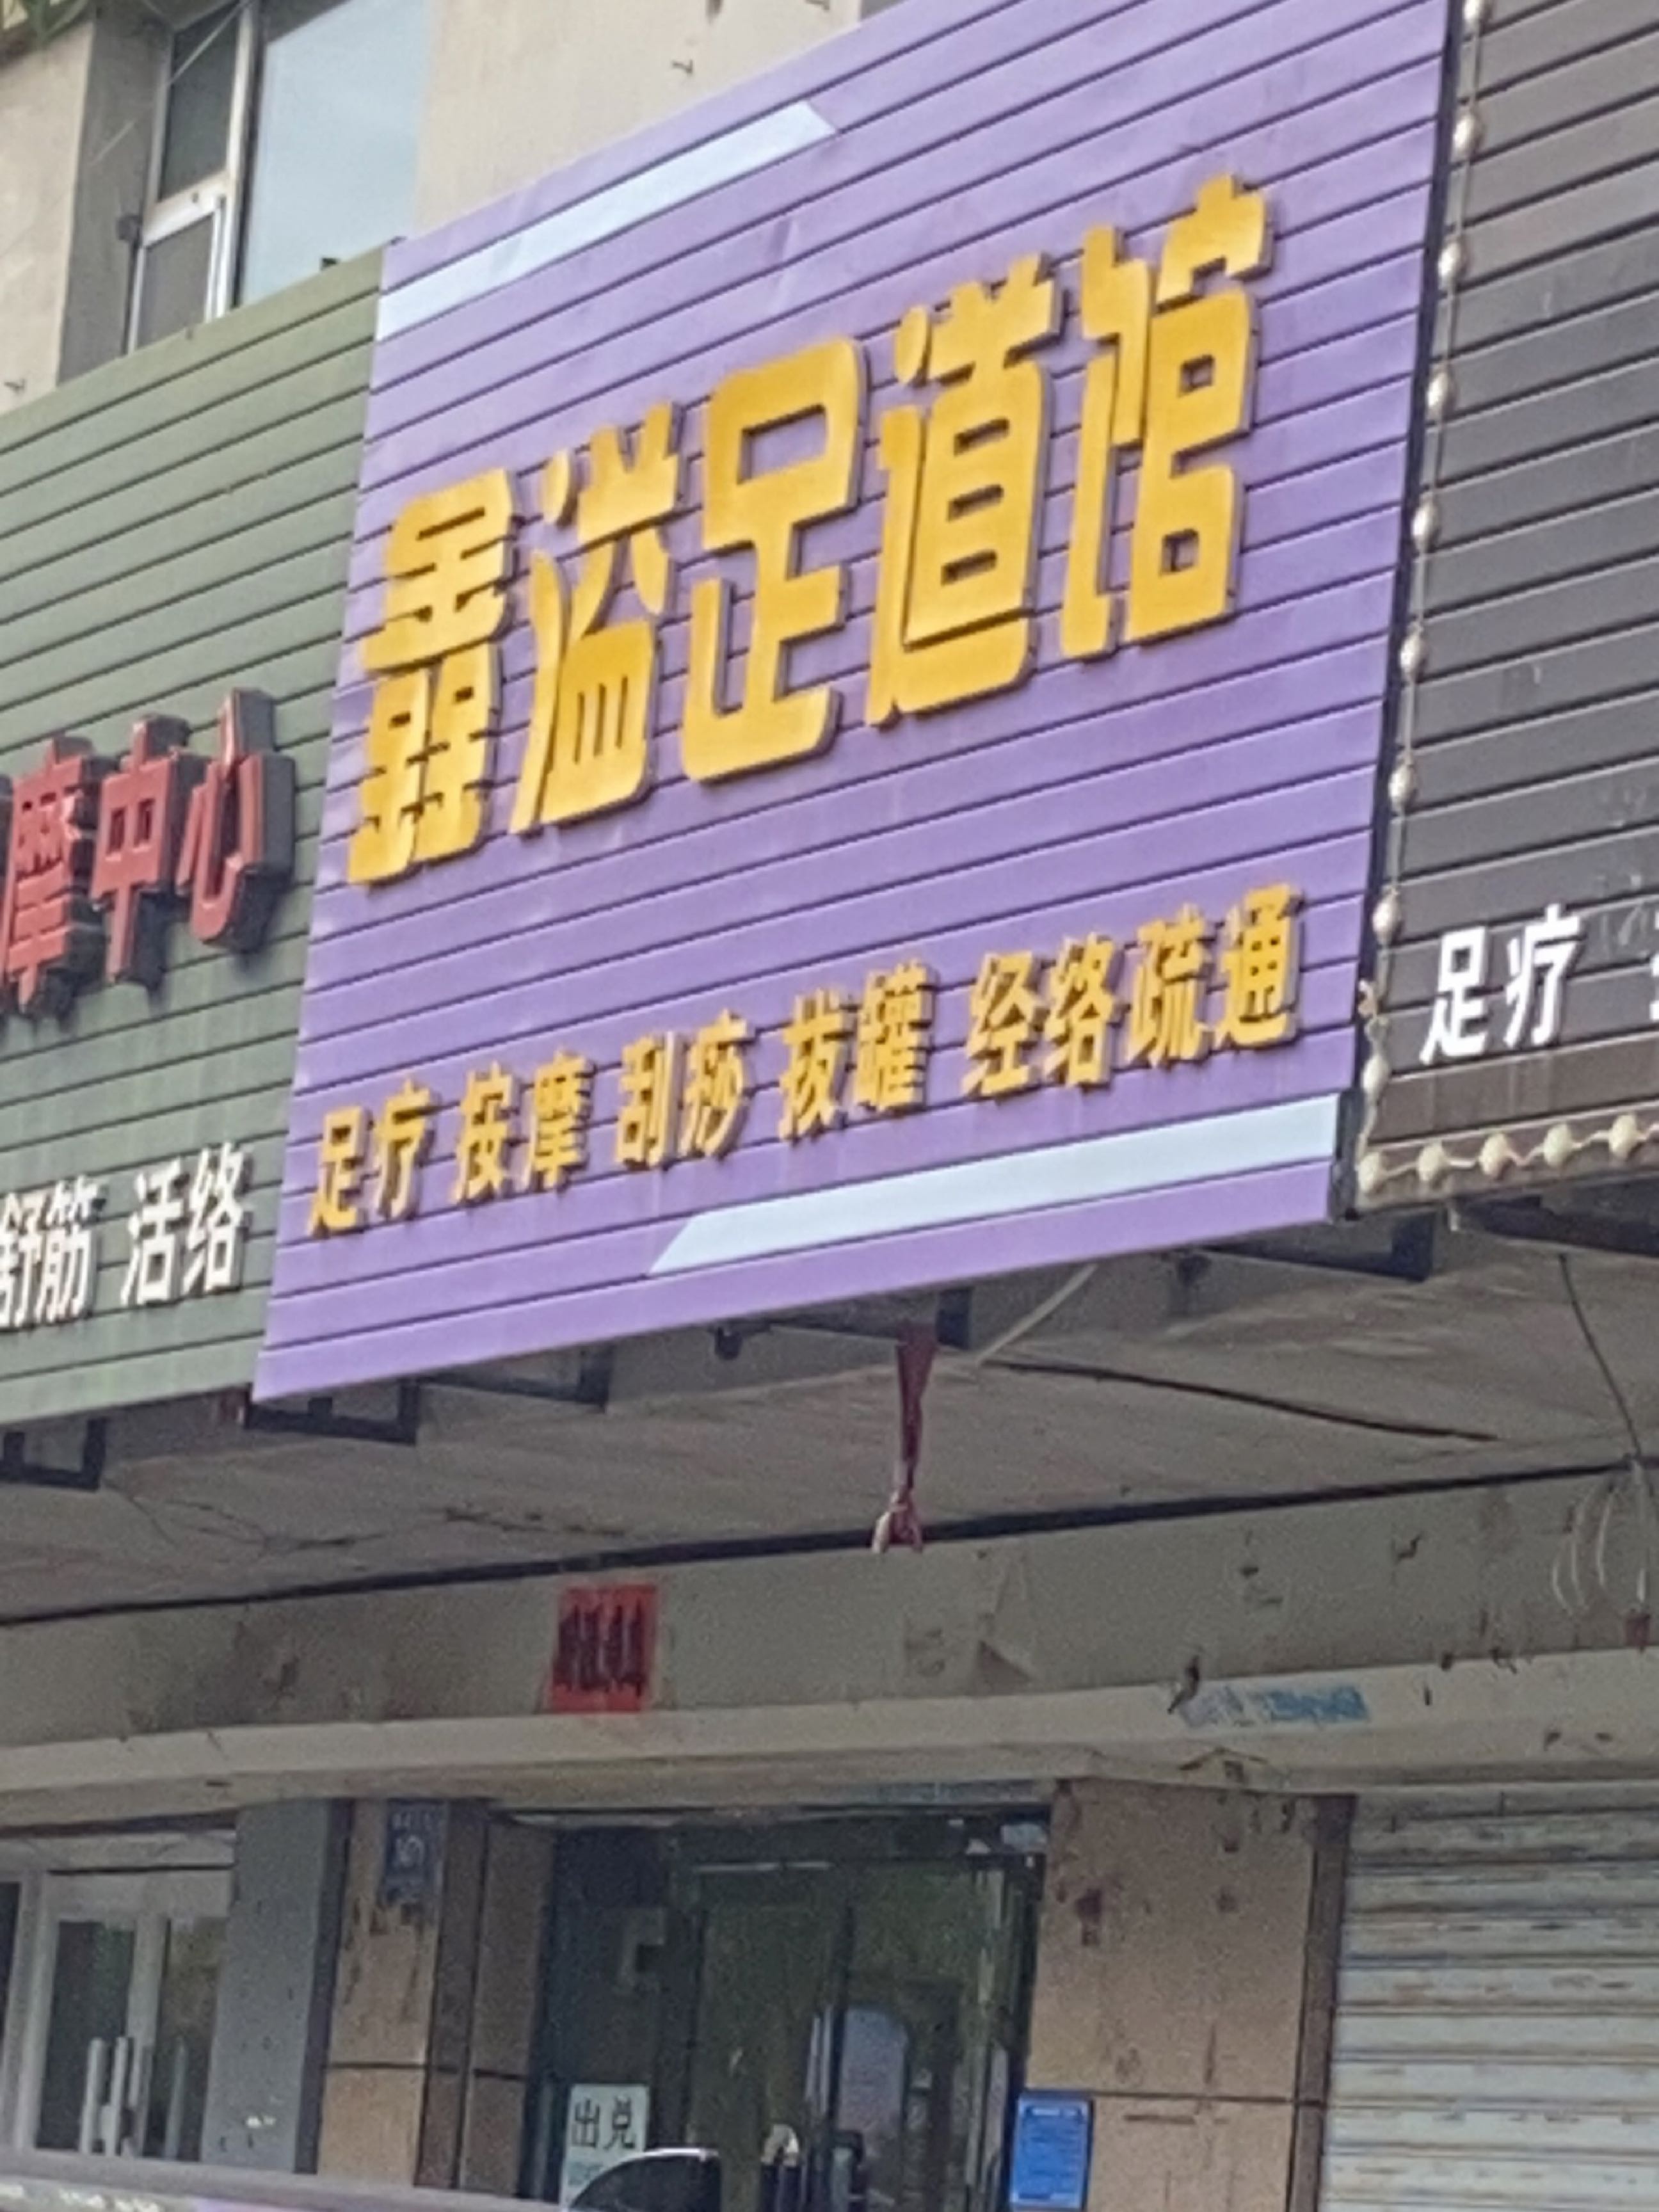 鑫溢足道馆
足疗 按摩 刮痧 拔罐 经络疏通
摩中心
舒筋 活络
足疗
出兑